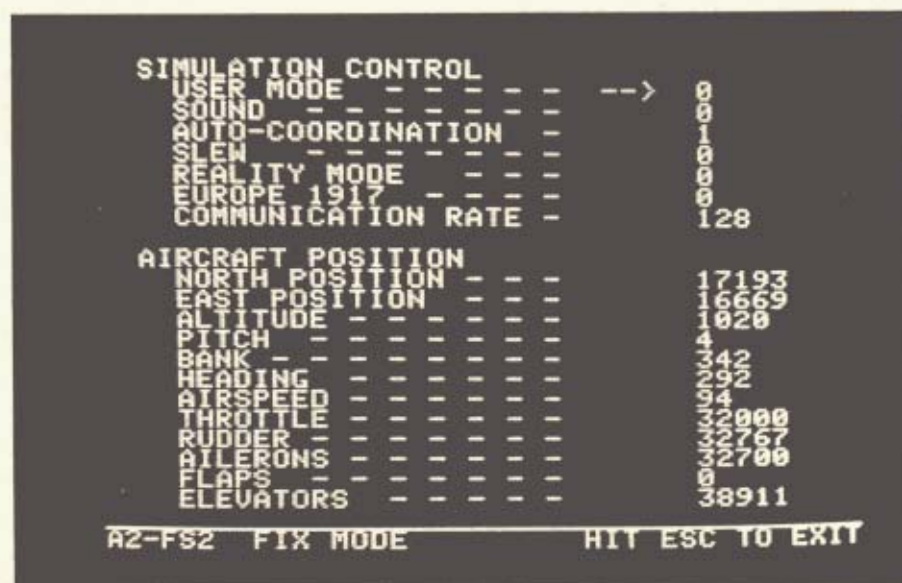 SIMULATION CONTROL
USER MODE - - - - - --> 0
SOUND - - - - - - - 0
AUTO-COORDINATION - 1
SLEW - - - - - - - 0
REALITY MODE - - - 0
EUROPE 1917 - - - - 0
COMMUNICATION RATE - 128
AIRCRAFT POSITION
NORTH POSITION - - - 17193
EAST POSITION - - - 16669
ALTITUDE - - - - - - 1020
PITCH - - - - - - - 4
BANK - - - - - - - - 342
HEADING - - - - - - 292
AIRSPEED - - - - - - 94
THROTTLE - - - - - - 32000
RUDDER - - - - - - - 32767
AILERONS - - - - - - 32700
FLAPS - - - - - - - 0
ELEVATORS - - - - - 38911
A2-FS2 FIX MODE HIT ESC TO EXIT